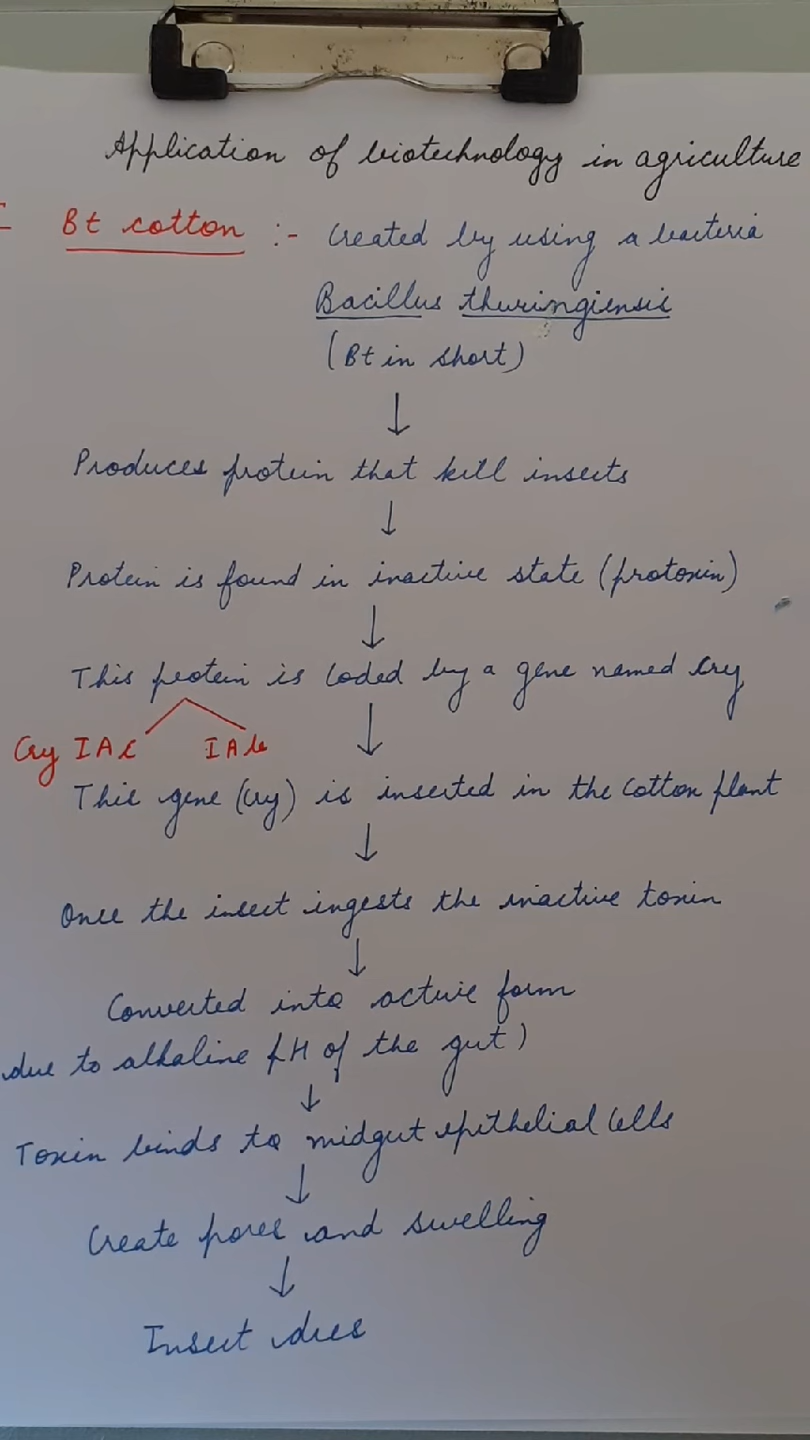 Application of biotechnology in agriculture
Bt cotton :- Created by using a bacteria
Bacillus thuringiensis
(Bt in short)
↓
Produces protein that kill insects
↓
Protein is found in inactive state (protoxin)
↓
This protein is coded by a gene named cry
Cry IAc IAb
↓
This gene (cry) is inserted in the cotton plant
↓
Once the insect ingests the inactive toxin
↓
Converted into active form
due to alkaline pH of the gut)
↓
Toxin binds to midgut epithelial cells
↓
Create pores and swelling
↓
Insect dies